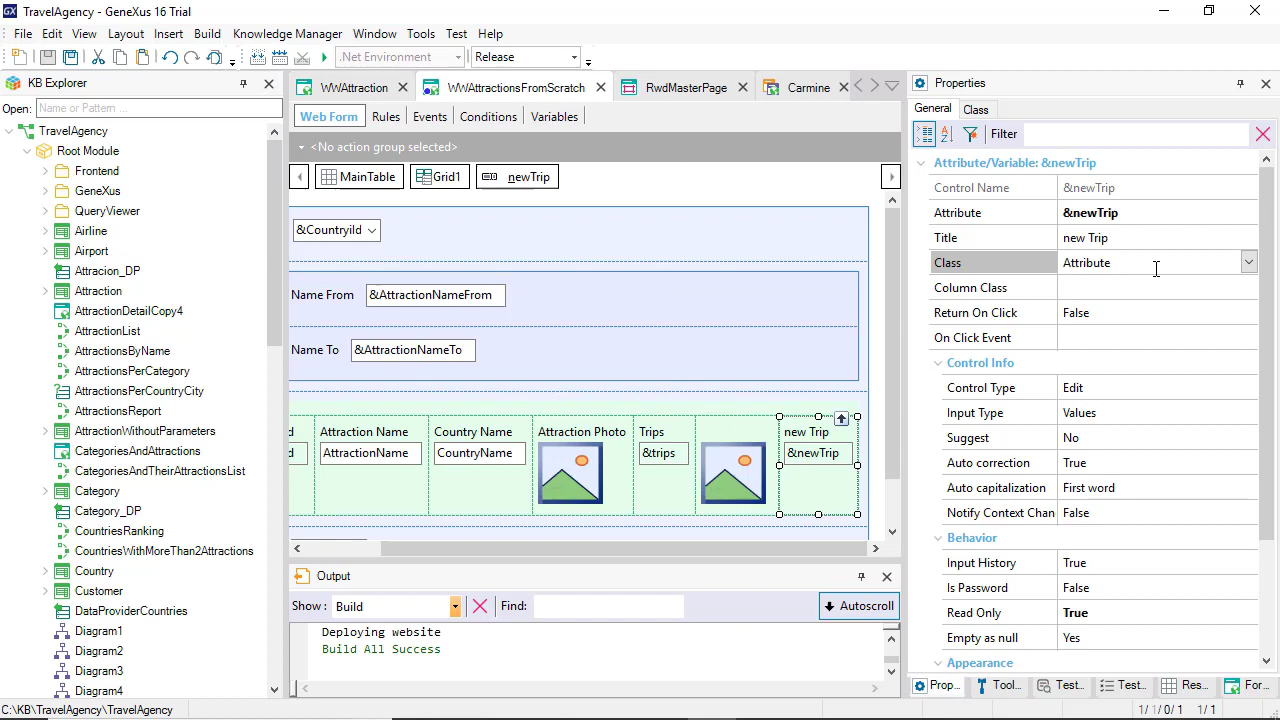 TravelAgency - GeneXus 16 Trial
File Edit View Layout Insert Build Knowledge Manager Window Tools Test Help
.Net Environment Release
KB Explorer
Open: Name or Pattern ...
TravelAgency
Root Module
Frontend
GeneXus
QueryViewer
Airline
Airport
Attracion_DP
Attraction
AttractionDetailCopy4
AttractionList
AttractionsByName
AttractionsPerCategory
AttractionsPerCountryCity
AttractionsReport
AttractionWithoutParameters
CategoriesAndAttractions
CategoriesAndTheirAttractionsList
Category
Category_DP
CountriesRanking
CountriesWithMoreThan2Attractions
Country
Customer
DataProviderCountries
Diagram1
Diagram2
Diagram3
Diagram4
WWAttraction WWAttractionsFromScratch RwdMasterPage Carmine
Web Form Rules Events Conditions Variables
<No action group selected>
MainTable Grid1 newTrip
&CountryId
Name From &AttractionNameFrom
Name To &AttractionNameTo
d Attraction Name Country Name Attraction Photo Trips new Trip
AttractionName CountryName &trips &newTrip
Output
Show : Build Find: Autoscroll
Deploying website
Build All Success
Properties
General Class
Filter
Attribute/Variable: &newTrip
Control Name &newTrip
Attribute &newTrip
Title new Trip
Class Attribute
Column Class
Return On Click False
On Click Event
Control Info
Control Type Edit
Input Type Values
Suggest No
Auto correction True
Auto capitalization First word
Notify Context Chan False
Behavior
Input History True
Is Password False
Read Only True
Empty as null Yes
Appearance
Prop... Tool... Test... Test... Res... For...
C:\KB\TravelAgency\TravelAgency 1/ 1/ 0/ 1 1/ 1